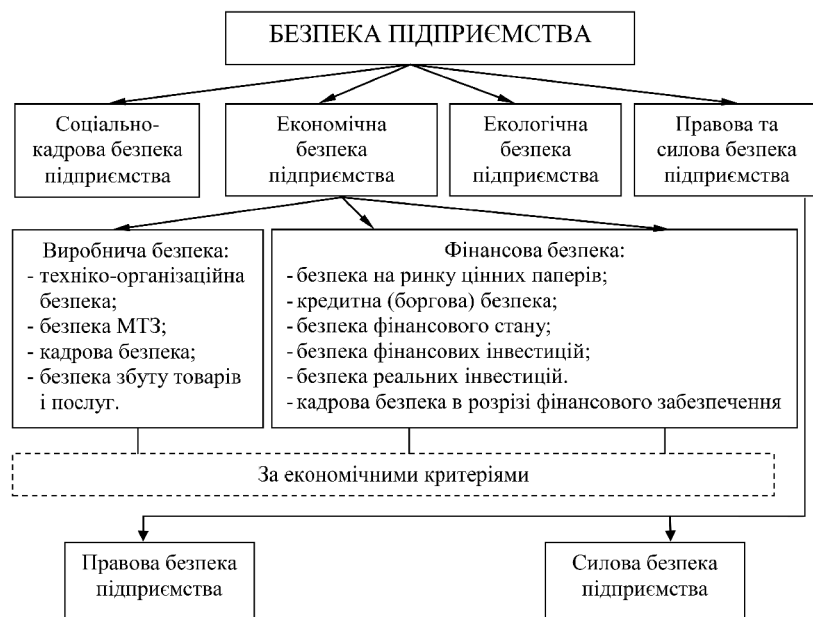 БЕЗПЕКА ПІДПРИЄМСТВА
Соціально-
кадрова безпека
підприємства
Економічна
безпека
підприємства
Екологічна
безпека
підприємства
Правова та
силова безпека
підприємства
Виробнича безпека:
- техніко-організаційна
безпека;
- безпека МТЗ;
- кадрова безпека;
- безпека збуту товарів
і послуг.
Фінансова безпека:
- безпека на ринку цінних паперів;
- кредитна (боргова) безпека;
- безпека фінансового стану;
- безпека фінансових інвестицій;
- безпека реальних інвестицій.
- кадрова безпека в розрізі фінансового забезпечення
За економічними критеріями
Правова безпека
підприємства
Силова безпека
підприємства